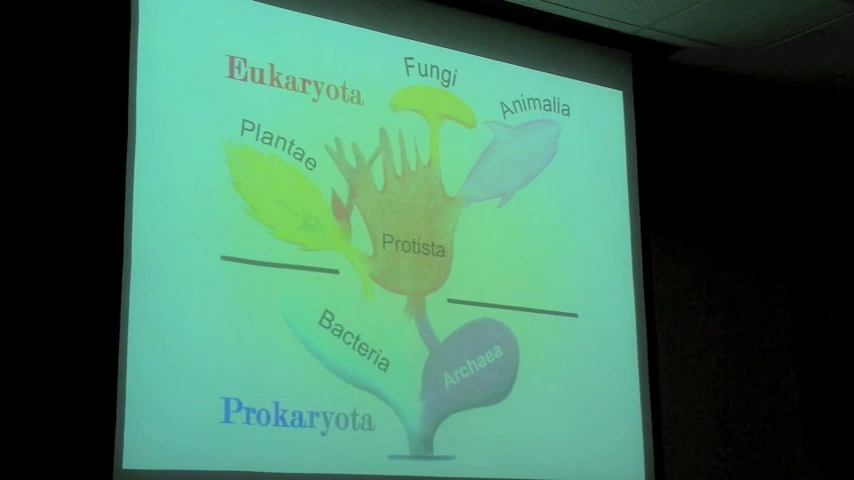 Eukaryota
Fungi
Animalia
Plantae
Protista
Bacteria
Archaea
Prokaryota